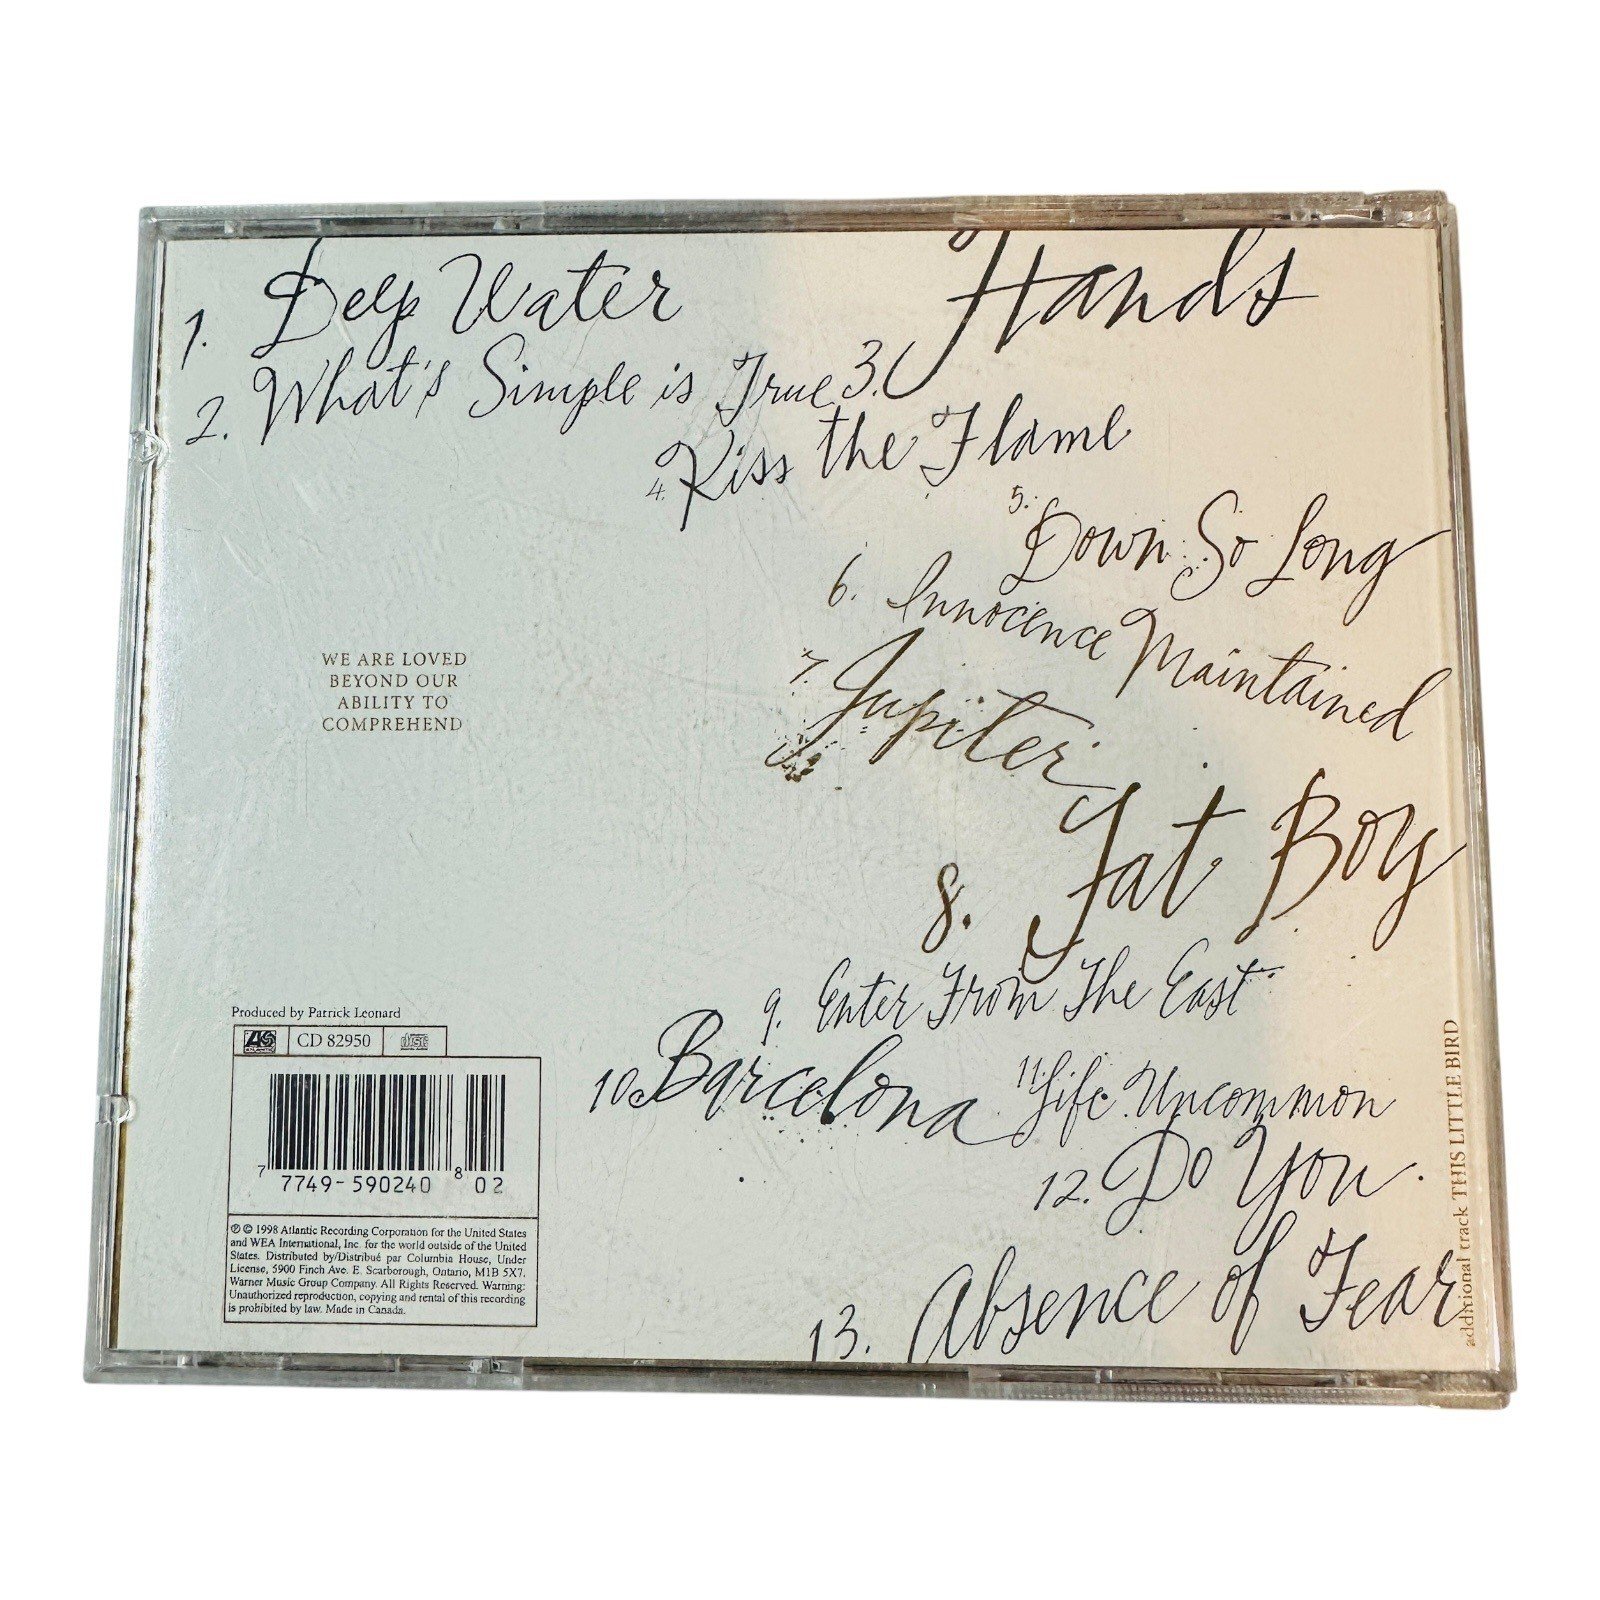 1. Deep Water
2. What's Simple is True
3. Hands
4. Kiss the Flame
5. Down So Long
6. Innocence Maintained
7. Jupiter
8. Fat Boy
9. Enter From The East
10. Barcelona
11. Life Uncommon
12. Do You
13. Absence of Fear
additional track THIS LITTLE BIRD
WE ARE LOVED
BEYOND OUR
ABILITY TO
COMPREHEND
Produced by Patrick Leonard
ATLANTIC
CD 82950
disc
7 7749-590240 8 02
℗ © 1998 Atlantic Recording Corporation for the United States
and WEA International, Inc. for the world outside of the United
States. Distributed by/Distribué par Columbia House, Under
License, 5900 Finch Ave. E. Scarborough, Ontario, M1B 5X7.
Warner Music Group Company. All Rights Reserved. Warning:
Unauthorized reproduction, copying and rental of this recording
is prohibited by law. Made in Canada.